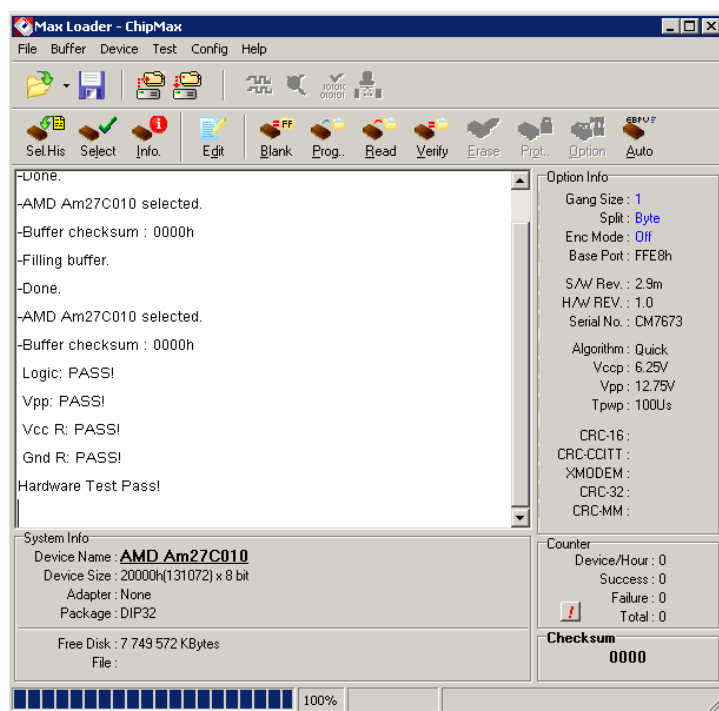 Max Loader - ChipMax
File Buffer Device Test Config Help
Sel.His Select Info. Edit Blank Prog.. Read Verify Erase Prot.. Option Auto
-Done.
-AMD Am27C010 selected.
-Buffer checksum : 0000h
-Filling buffer.
-Done.
-AMD Am27C010 selected.
-Buffer checksum : 0000h
Logic: PASS!
Vpp: PASS!
Vcc R: PASS!
Gnd R: PASS!
Hardware Test Pass!
Option Info
Gang Size : 1
Split : Byte
Enc Mode : Off
Base Port : FFE8h
S/W Rev. : 2.9m
H/W REV. : 1.0
Serial No. : CM7673
Algorithm : Quick
Vccp : 6.25V
Vpp : 12.75V
Tpwp : 100Us
CRC-16 :
CRC-CCITT :
XMODEM :
CRC-32 :
CRC-MM :
System Info
Device Name : AMD Am27C010
Device Size : 20000h(131072) x 8 bit
Adapter : None
Package : DIP32
Free Disk : 7 749 572 KBytes
File :
Counter
Device/Hour : 0
Success : 0
Failure : 0
Total : 0
Checksum
0000
100%